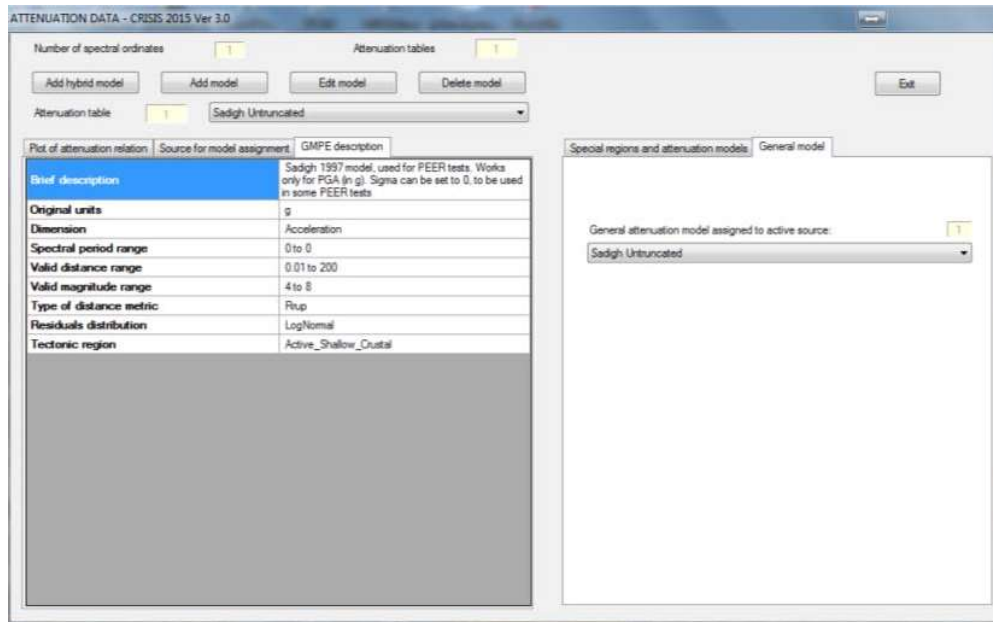 ATTENUATION DATA - CRISIS 2015 Ver 3.0
Number of spectral ordinates 1 Attenuation tables 1
Add hybrid model Add model Edit model Delete model Exit
Attenuation table 1 Sadigh Untruncated
Plot of attenuation relation Source for model assignment GMPE description
Brief description Sadigh 1997 model, used for PEER tests. Works
only for PGA (in g). Sigma can be set to 0, to be used
in some PEER tests
Original units g
Dimension Acceleration
Spectral period range 0 to 0
Valid distance range 0.01 to 200
Valid magnitude range 4 to 8
Type of distance metric Rrup
Residuals distribution LogNormal
Tectonic region Active_Shallow_Crustal
Special regions and attenuation models General model
General attenuation model assigned to active source: 1
Sadigh Untruncated